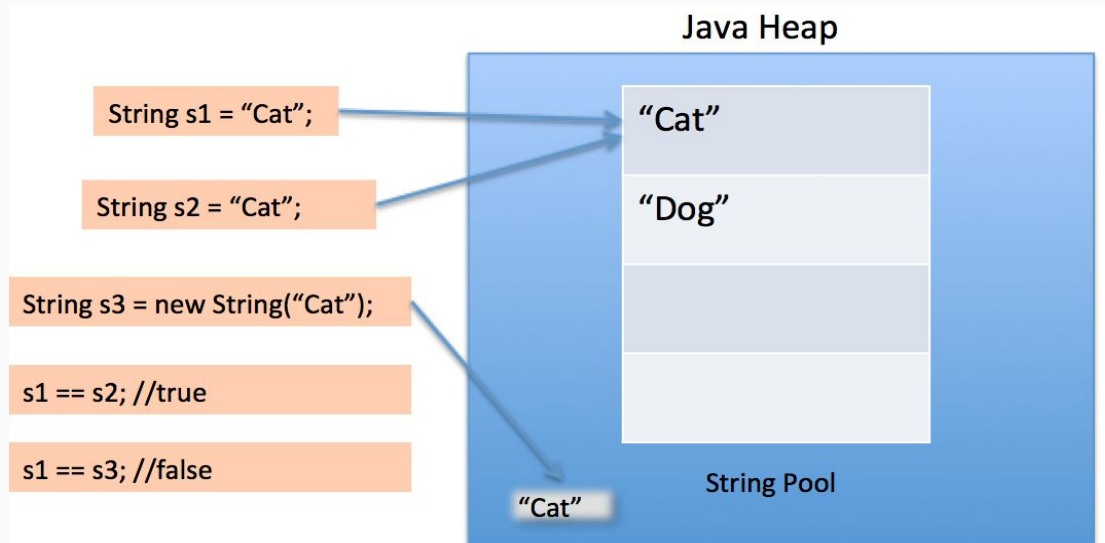 Java Heap
String s1 = “Cat”;
“Cat”
String s2 = “Cat”;
“Dog”
String s3 = new String(“Cat”);
s1 == s2; //true
s1 == s3; //false
String Pool
“Cat”